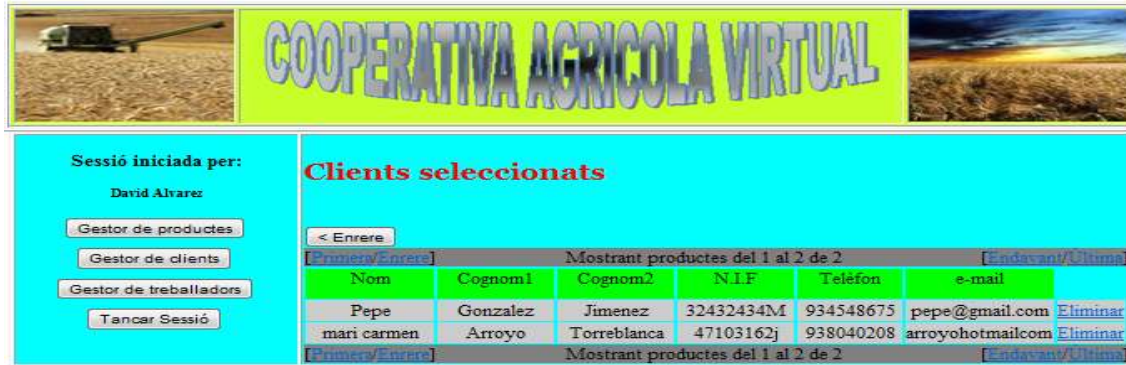 COOPERATIVA AGRICOLA VIRTUAL
Sessió iniciada per:
David Alvarez
Gestor de productes
Gestor de clients
Gestor de treballadors
Tancar Sessió
Clients seleccionats
< Enrere
[Primera/Enrere] Mostrant productes del 1 al 2 de 2 [Endavant/Ultima]
Nom Cognom1 Cognom2 N.I.F Telèfon e-mail
Pepe Gonzalez Jimenez 32432434M 934548675 pepe@gmail.com Eliminar
mari carmen Arroyo Torreblanca 47103162j 938040208 arroyohotmailcom Eliminar
[Primera/Enrere] Mostrant productes del 1 al 2 de 2 [Endavant/Ultima]